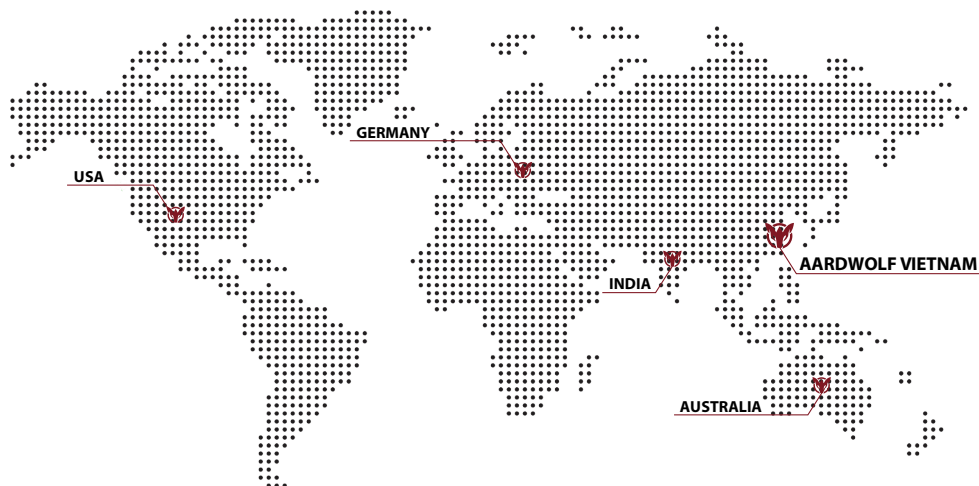 GERMANY
USA
AARDWOLF VIETNAM
INDIA
AUSTRALIA